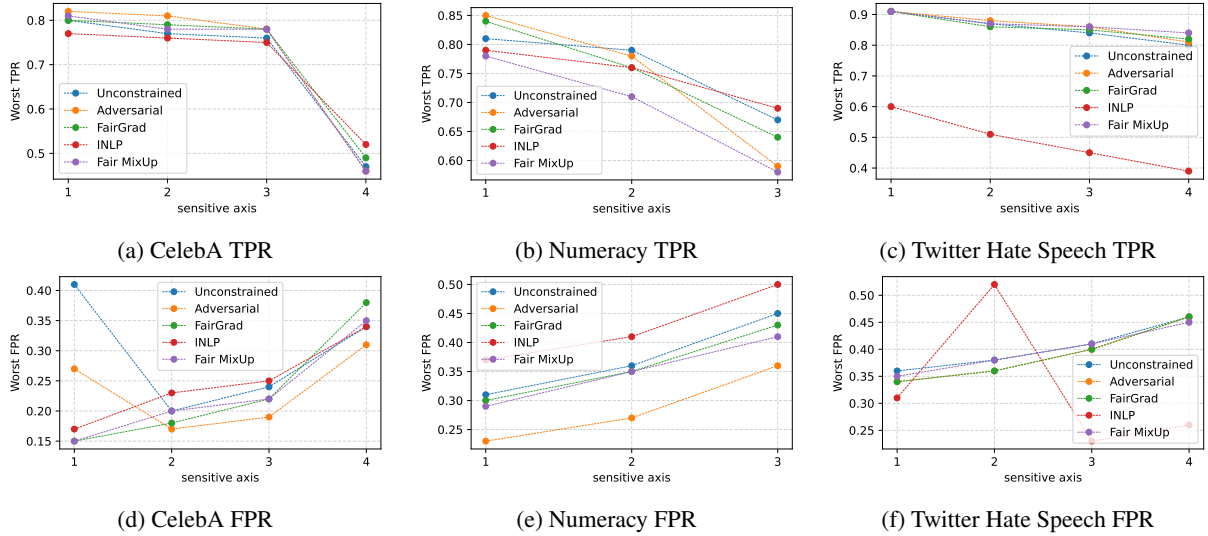 0.8
0.7
0.6
0.5
Worst TPR
Unconstrained
Adversarial
FairGrad
INLP
Fair MixUp
1 2 3 4
sensitive axis
(a) CelebA TPR
0.85
0.80
0.75
0.70
0.65
0.60
Worst TPR
Unconstrained
Adversarial
FairGrad
INLP
Fair MixUp
1 2 3
sensitive axis
(b) Numeracy TPR
0.9
0.8
0.7
0.6
0.5
0.4
Worst TPR
Unconstrained
Adversarial
FairGrad
INLP
Fair MixUp
1 2 3 4
sensitive axis
(c) Twitter Hate Speech TPR
0.40
0.35
0.30
0.25
0.20
0.15
Worst FPR
Unconstrained
Adversarial
FairGrad
INLP
Fair MixUp
1 2 3 4
sensitive axis
(d) CelebA FPR
0.50
0.45
0.40
0.35
0.30
0.25
Worst FPR
Unconstrained
Adversarial
FairGrad
INLP
Fair MixUp
1 2 3
sensitive axis
(e) Numeracy FPR
0.50
0.45
0.40
0.35
0.30
0.25
Worst FPR
Unconstrained
Adversarial
FairGrad
INLP
Fair MixUp
1 2 3 4
sensitive axis
(f) Twitter Hate Speech FPR